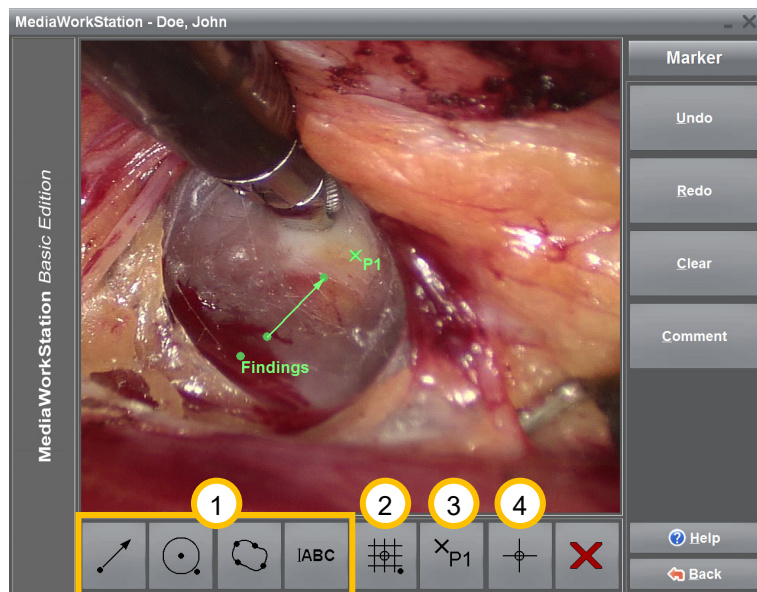 MediaWorkStation - Doe, John
MediaWorkStation Basic Edition
Marker
Undo
Redo
Clear
Comment
P1
Findings
1
2
3
4
ABC
P1
Help
Back